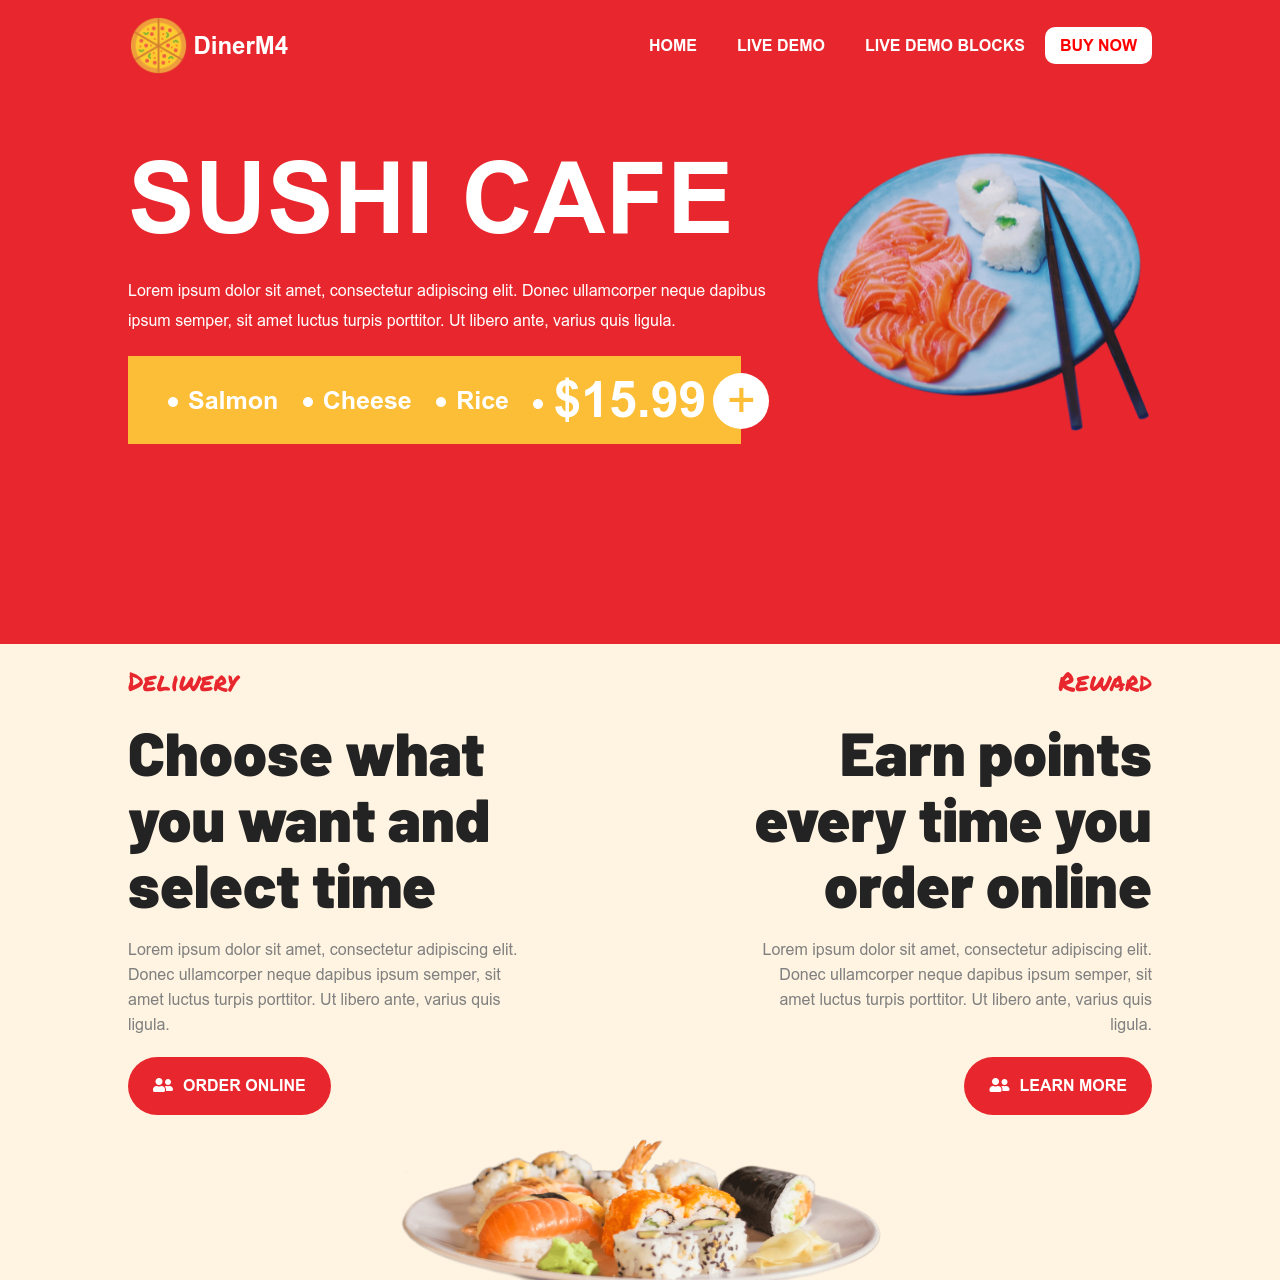 DinerM4
HOME LIVE DEMO LIVE DEMO BLOCKS BUY NOW
SUSHI CAFE
Lorem ipsum dolor sit amet, consectetur adipiscing elit. Donec ullamcorper neque dapibus
ipsum semper, sit amet luctus turpis porttitor. Ut libero ante, varius quis ligula.
• Salmon • Cheese • Rice • $15.99 +
Deliwery
Choose what
you want and
select time
Lorem ipsum dolor sit amet, consectetur adipiscing elit.
Donec ullamcorper neque dapibus ipsum semper, sit
amet luctus turpis porttitor. Ut libero ante, varius quis
ligula.
ORDER ONLINE
Reward
Earn points
every time you
order online
Lorem ipsum dolor sit amet, consectetur adipiscing elit.
Donec ullamcorper neque dapibus ipsum semper, sit
amet luctus turpis porttitor. Ut libero ante, varius quis
ligula.
LEARN MORE